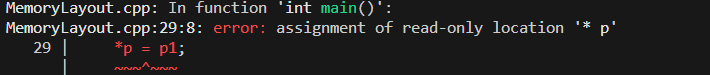 MemoryLayout.cpp: In function 'int main()':
MemoryLayout.cpp:29:8: error: assignment of read-only location '* p'
   29 |     *p = p1;
      |     ~~~^~~~